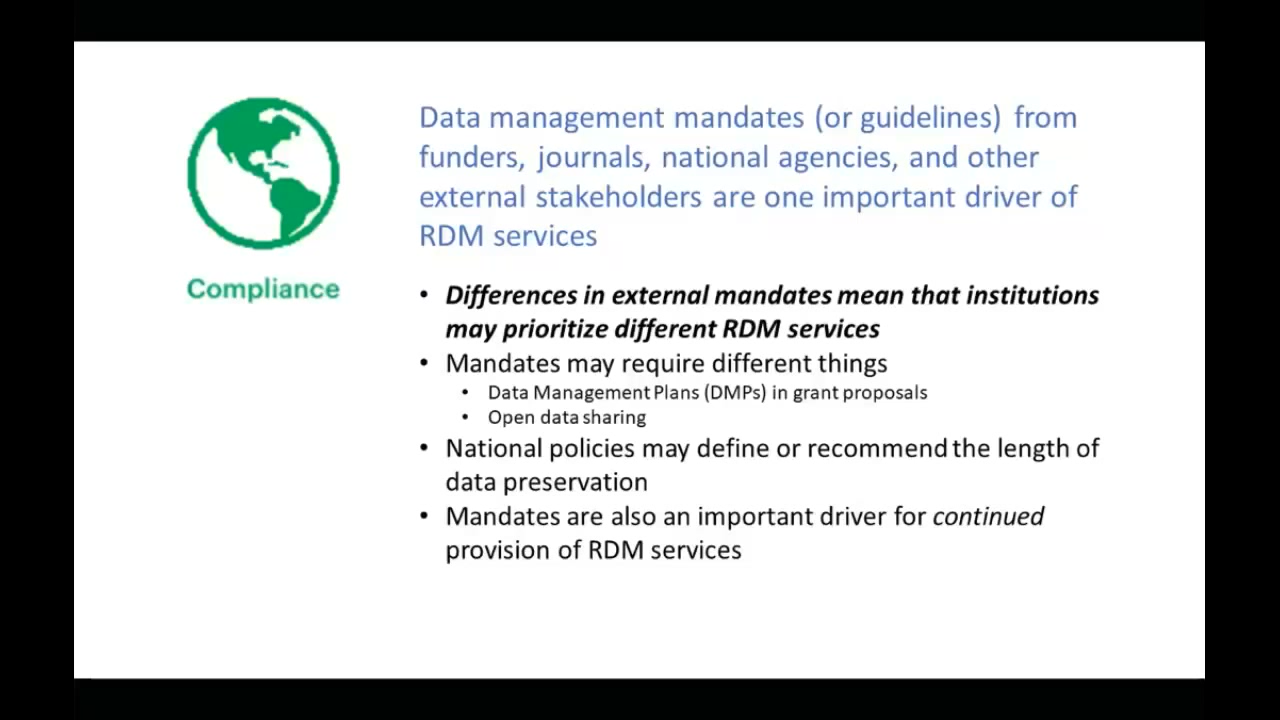 Data management mandates (or guidelines) from
funders, journals, national agencies, and other
external stakeholders are one important driver of
RDM services
Compliance
• Differences in external mandates mean that institutions
may prioritize different RDM services
• Mandates may require different things
• Data Management Plans (DMPs) in grant proposals
• Open data sharing
• National policies may define or recommend the length of
data preservation
• Mandates are also an important driver for continued
provision of RDM services